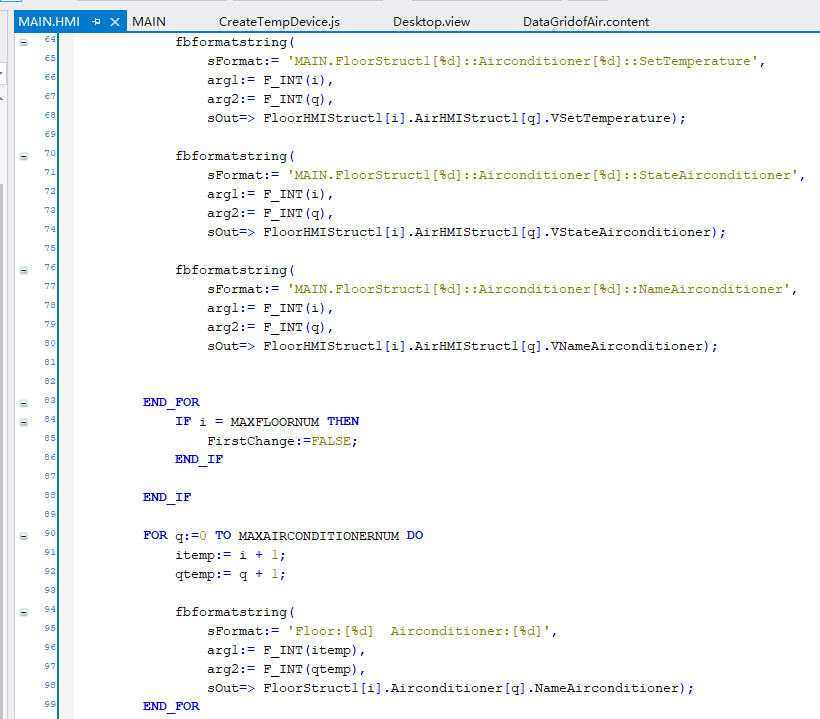 MAIN.HMI MAIN CreateTempDevice.js Desktop.view DataGridofAir.content
64 fbformatstring(
65 sFormat:= 'MAIN.FloorStruct1[%d]::Airconditioner[%d]::SetTemperature',
66 arg1:= F_INT(i),
67 arg2:= F_INT(q),
68 sOut=> FloorHMIStruct1[i].AirHMIStruct1[q].VSetTemperature);
69
70 fbformatstring(
71 sFormat:= 'MAIN.FloorStruct1[%d]::Airconditioner[%d]::StateAirconditioner',
72 arg1:= F_INT(i),
73 arg2:= F_INT(q),
74 sOut=> FloorHMIStruct1[i].AirHMIStruct1[q].VStateAirconditioner);
75
76 fbformatstring(
77 sFormat:= 'MAIN.FloorStruct1[%d]::Airconditioner[%d]::NameAirconditioner',
78 arg1:= F_INT(i),
79 arg2:= F_INT(q),
80 sOut=> FloorHMIStruct1[i].AirHMIStruct1[q].VNameAirconditioner);
81
82
83 END_FOR
84 IF i = MAXFLOORNUM THEN
85 FirstChange:=FALSE;
86 END_IF
87
88 END_IF
89
90 FOR q:=0 TO MAXAIRCONDITIONERNUM DO
91 itemp:= i + 1;
92 qtemp:= q + 1;
93
94 fbformatstring(
95 sFormat:= 'Floor:[%d]  Airconditioner:[%d]',
96 arg1:= F_INT(itemp),
97 arg2:= F_INT(qtemp),
98 sOut=> FloorStruct1[i].Airconditioner[q].NameAirconditioner);
99 END_FOR